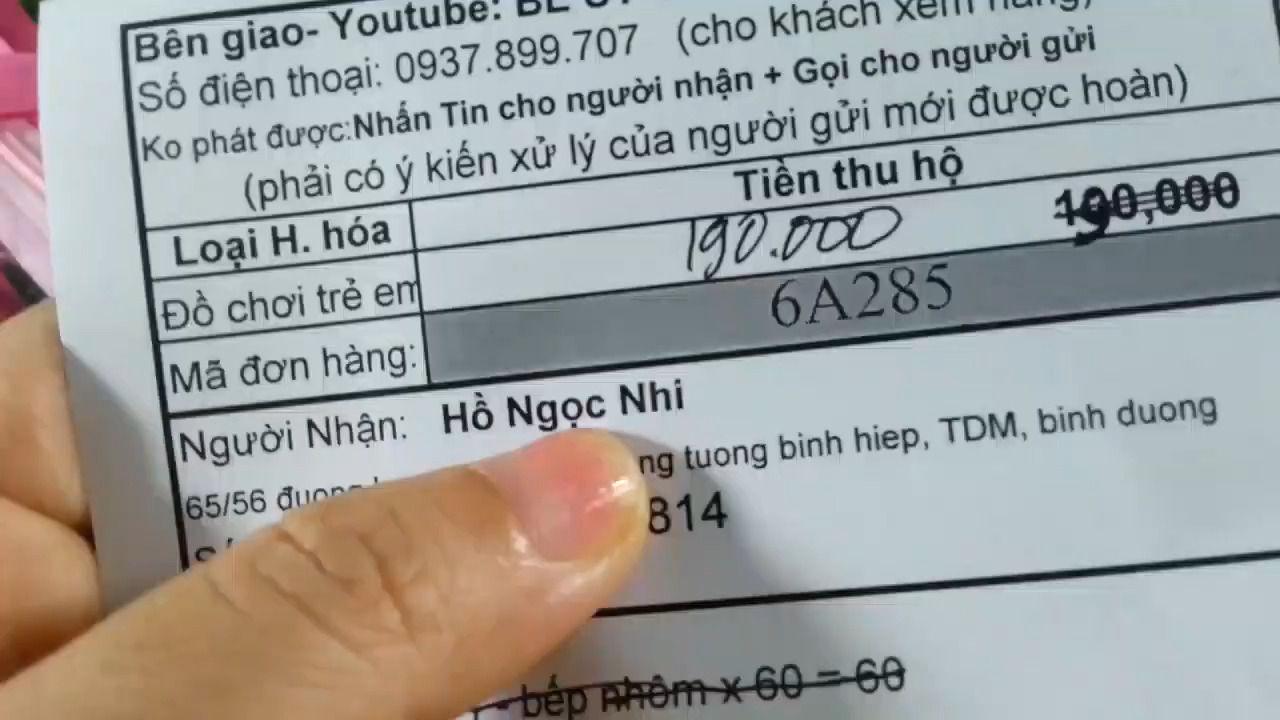 Bên giao- Youtube: BÉ
Số điện thoại: 0937.899.707 (cho khách xem hàng)
Ko phát được:Nhắn Tin cho người nhận + Gọi cho người gửi
(phải có ý kiến xử lý của người gửi mới được hoàn)
Loại H. hóa Tiền thu hộ
Đồ chơi trẻ em 190.000 190,000
Mã đơn hàng: 6A285
Người Nhận: Hồ Ngọc Nhi
65/56 tuong binh hiep, TDM, binh duong
814
- bếp nhôm x 60 = 60